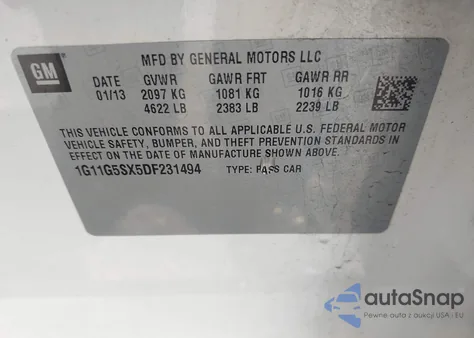 GM
MFD BY GENERAL MOTORS LLC
DATE GVWR GAWR FRT GAWR RR
01/13 2097 KG 1081 KG 1016 KG
4622 LB 2383 LB 2239 LB
THIS VEHICLE CONFORMS TO ALL APPLICABLE U.S. FEDERAL MOTOR
VEHICLE SAFETY, BUMPER, AND THEFT PREVENTION STANDARDS IN
EFFECT ON THE DATE OF MANUFACTURE SHOWN ABOVE.
1G11G5SX5DF231494 TYPE: PASS CAR
autoSnap
Pewne auta z aukcji USA i EU